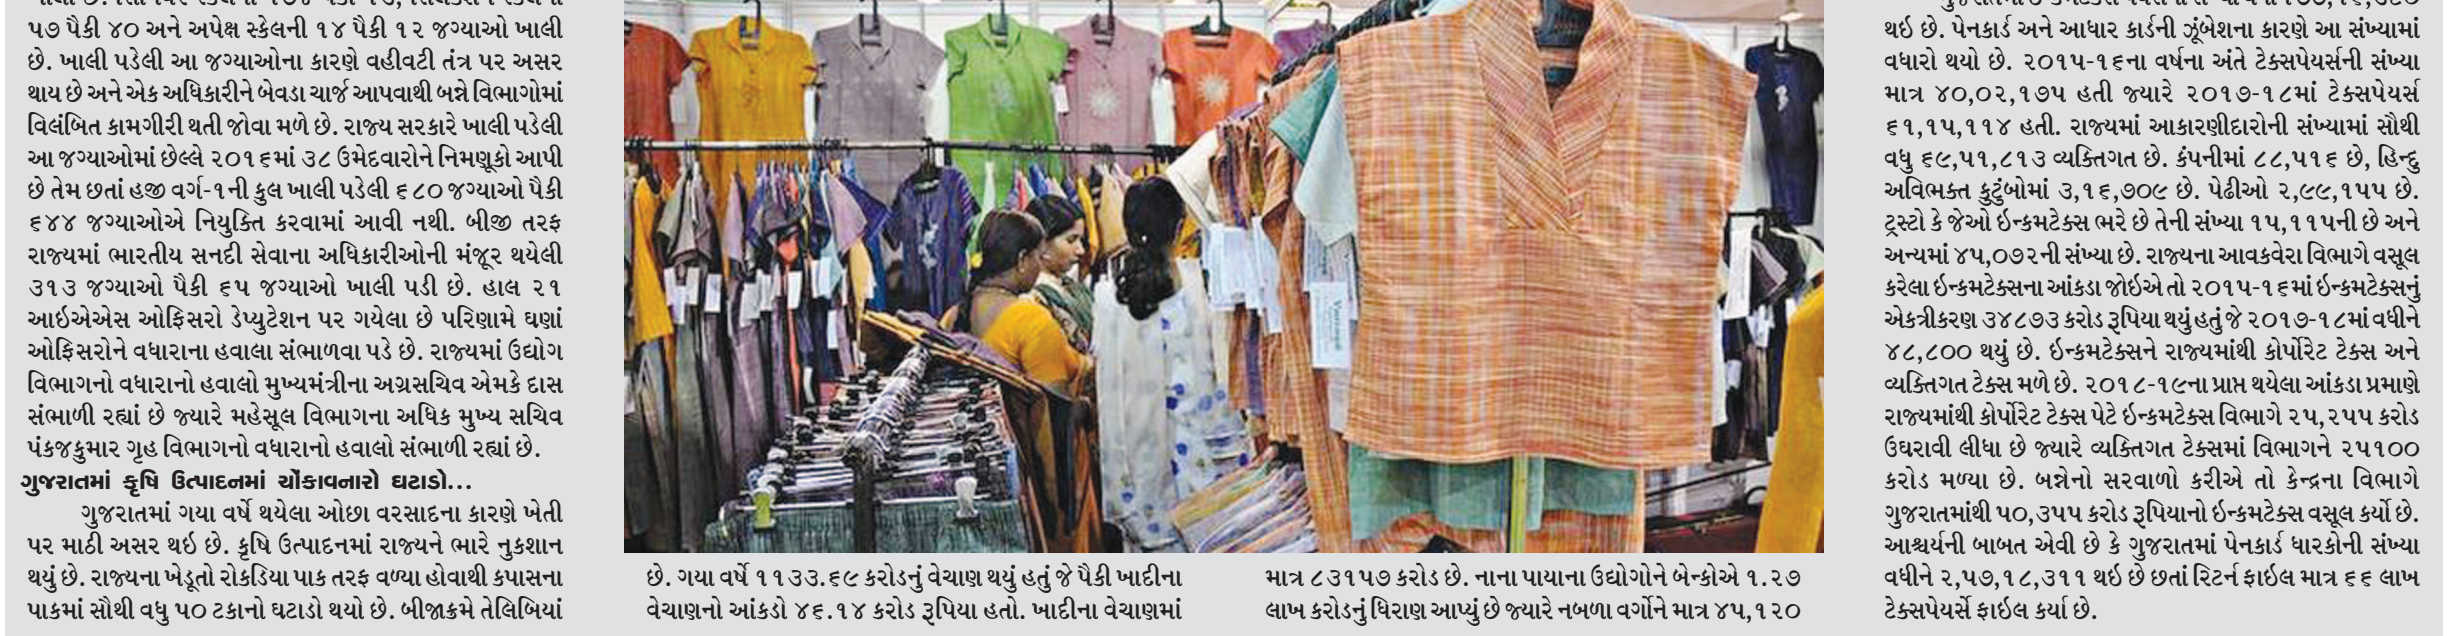 ૫૭ પૈકી ૪૦ અને અપેક્ષ સ્કેલની ૧૪ પૈકી ૧૨ જગ્યાઓ ખાલી
છે. ખાલી પડેલી આ જગ્યાઓના કારણે વહીવટી તંત્ર પર અસર
થાય છે અને એક અધિકારીને બેવડા ચાર્જ આપવાથી બન્ને વિભાગોમાં
વિલંબિત કામગીરી થતી જોવા મળે છે. રાજ્ય સરકારે ખાલી પડેલી
આ જગ્યાઓમાં છેલ્લે ૨૦૧૬માં ૩૮ ઉમેદવારોને નિમણૂકો આપી
છે તેમ છતાં હજી વર્ગ-૧ની કુલ ખાલી પડેલી ૬૮૦ જગ્યાઓ પૈકી
૬૪૪ જગ્યાઓએ નિયુક્તિ કરવામાં આવી નથી. બીજી તરફ
રાજ્યમાં ભારતીય સનદી સેવાના અધિકારીઓની મંજૂર થયેલી
૩૧૩ જગ્યાઓ પૈકી ૬૫ જગ્યાઓ ખાલી પડી છે. હાલ ૨૧
આઇએએસ ઓફિસરો ડેપ્યુટેશન પર ગયેલા છે પરિણામે ઘણાં
ઓફિસરોને વધારાના હવાલા સંભાળવા પડે છે. રાજ્યમાં ઉદ્યોગ
વિભાગનો વધારાનો હવાલો મુખ્યમંત્રીના અગ્રસચિવ એમકે દાસ
સંભાળી રહ્યાં છે જ્યારે મહેસૂલ વિભાગના અધિક મુખ્ય સચિવ
પંકજકુમાર ગૃહ વિભાગનો વધારાનો હવાલો સંભાળી રહ્યાં છે.
ગુજરાતમાં કૃષિ ઉત્પાદનમાં ચોંકાવનારો ઘટાડો...
ગુજરાતમાં ગયા વર્ષે થયેલા ઓછા વરસાદના કારણે ખેતી
પર માઠી અસર થઇ છે. કૃષિ ઉત્પાદનમાં રાજ્યને ભારે નુકશાન
થયું છે. રાજ્યના ખેડૂતો રોકડિયા પાક તરફ વળ્યા હોવાથી કપાસના
પાકમાં સૌથી વધુ ૫૦ ટકાનો ઘટાડો થયો છે. બીજાક્રમે તેલિબિયાં
છે. ગયા વર્ષે ૧૧૩૩.૬૯ કરોડનું વેચાણ થયું હતું જે પૈકી ખાદીના
વેચાણનો આંકડો ૪૬.૧૪ કરોડ રૂપિયા હતો. ખાદીના વેચાણમાં
માત્ર ૮૩૧૫૭ કરોડ છે. નાના પાયાના ઉદ્યોગોને બેન્કોએ ૧.૨૭
લાખ કરોડનું ધિરાણ આપ્યું છે જ્યારે નબળા વર્ગોને માત્ર ૪૫,૧૨૦
થઇ છે. પેનકાર્ડ અને આધાર કાર્ડની ઝૂંબેશના કારણે આ સંખ્યામાં
વધારો થયો છે. ૨૦૧૫-૧૬ના વર્ષના અંતે ટેક્સપેયર્સની સંખ્યા
માત્ર ૪૦,૦૨,૧૭૫ હતી જ્યારે ૨૦૧૭-૧૮માં ટેક્સપેયર્સ
૬૧,૧૫,૧૧૪ હતી. રાજ્યમાં આકારણીદારોની સંખ્યામાં સૌથી
વધુ ૬૯,૫૧,૮૧૩ વ્યક્તિગત છે. કંપનીમાં ૮૮,૫૧૬ છે, હિન્દુ
અવિભક્ત કુટુંબોમાં ૩,૧૬,૭૦૯ છે. પેઢીઓ ૨,૯૯,૧૫૫ છે.
ટ્રસ્ટો કે જેઓ ઇન્કમટેક્સ ભરે છે તેની સંખ્યા ૧૫,૧૧૫ની છે અને
અન્યમાં ૪૫,૦૭૨ની સંખ્યા છે. રાજ્યના આવકવેરા વિભાગે વસૂલ
કરેલા ઇન્કમટેક્સના આંકડા જોઇએ તો ૨૦૧૫-૧૬માં ઇન્કમટેક્સનું
એકત્રીકરણ ૩૪૮૭૩ કરોડ રૂપિયા થયું હતું જે ૨૦૧૭-૧૮માં વધીને
૪૮,૮૦૦ થયું છે. ઇન્કમટેક્સને રાજ્યમાંથી કોર્પોરેટ ટેક્સ અને
વ્યક્તિગત ટેક્સ મળે છે. ૨૦૧૮-૧૯ના પ્રાપ્ત થયેલા આંકડા પ્રમાણે
રાજ્યમાંથી કોર્પોરેટ ટેક્સ પેટે ઇન્કમટેક્સ વિભાગે ૨૫,૨૫૫ કરોડ
ઉઘરાવી લીધા છે જ્યારે વ્યક્તિગત ટેક્સમાં વિભાગને ૨૫૧૦૦
કરોડ મળ્યા છે. બન્નેનો સરવાળો કરીએ તો કેન્દ્રના વિભાગે
ગુજરાતમાંથી ૫૦,૩૫૫ કરોડ રૂપિયાનો ઇન્કમટેક્સ વસૂલ કર્યો છે.
આશ્ચર્યની બાબત એવી છે કે ગુજરાતમાં પેનકાર્ડ ધારકોની સંખ્યા
વધીને ૨,૫૭,૧૮,૩૧૧ થઇ છે છતાં રિટર્ન ફાઇલ માત્ર ૬૬ લાખ
ટેક્સપેયર્સે ફાઇલ કર્યા છે.